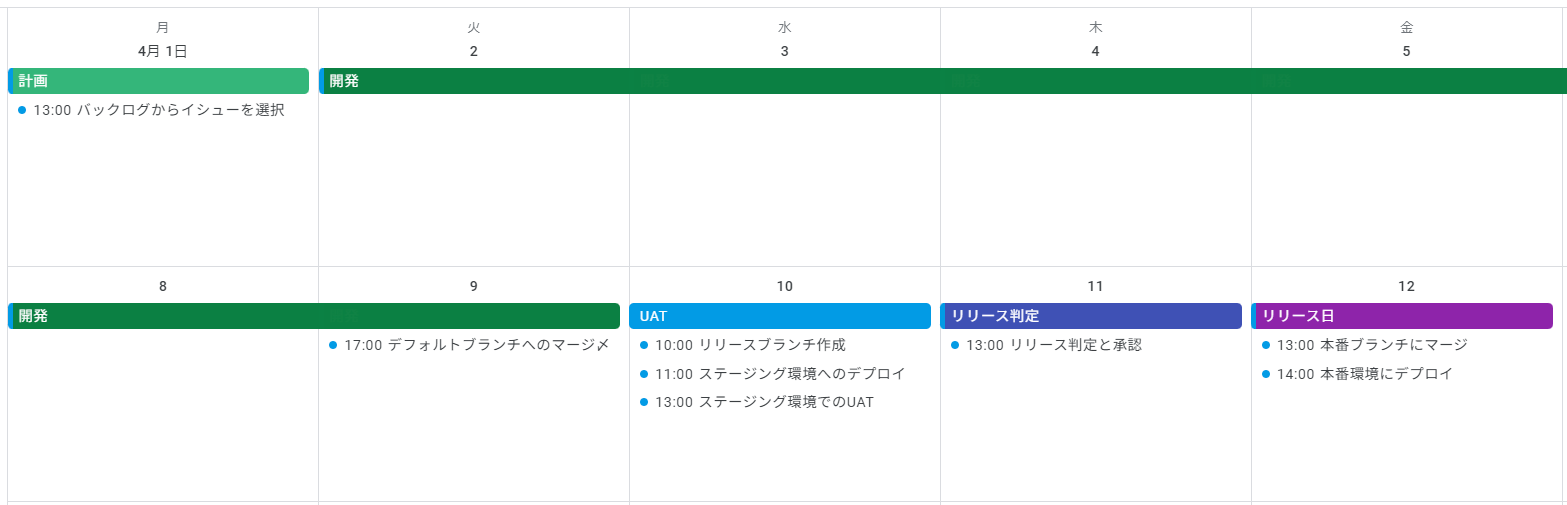 月 火 水 木 金
4月 1日 2 3 4 5
計画 開発
13:00 バックログからイシューを選択
8 9 10 11 12
開発 UAT リリース判定 リリース日
17:00 デフォルトブランチへのマージ〆 10:00 リリースブランチ作成 13:00 リリース判定と承認 13:00 本番ブランチにマージ
11:00 ステージング環境へのデプロイ 14:00 本番環境にデプロイ
13:00 ステージング環境でのUAT